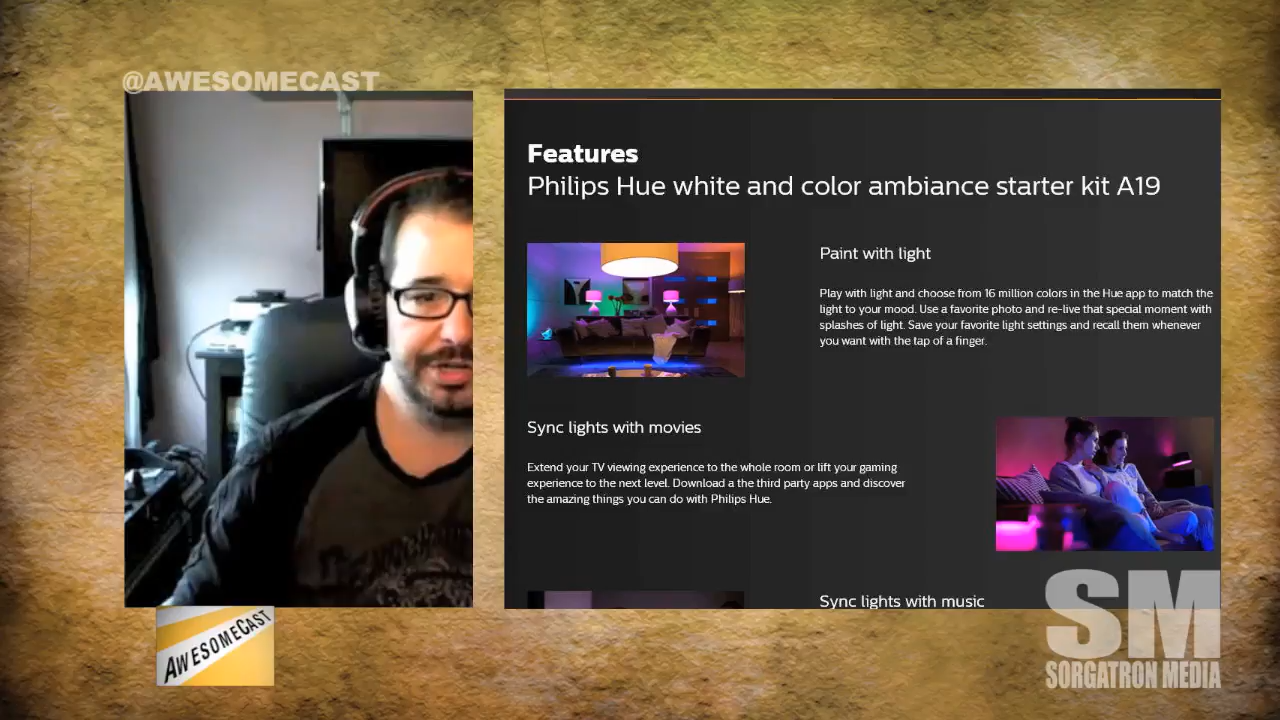 @AWESOMECAST
Features
Philips Hue white and color ambiance starter kit A19
Paint with light
Play with light and choose from 16 million colors in the Hue app to match the
light to your mood. Use a favorite photo and re-live that special moment with
splashes of light. Save your favorite light settings and recall them whenever
you want with the tap of a finger.
Sync lights with movies
Extend your TV viewing experience to the whole room or lift your gaming
experience to the next level. Download a the third party apps and discover
the amazing things you can do with Philips Hue.
Sync lights with music
AWESOMECAST
SM
SORGATRON MEDIA